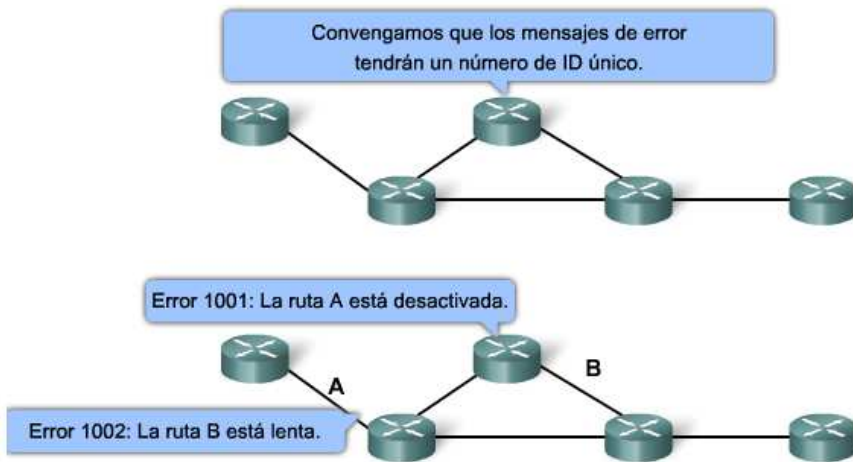 Convengamos que los mensajes de error
tendrán un número de ID único.
Error 1001: La ruta A está desactivada.
B
A
Error 1002: La ruta B está lenta.